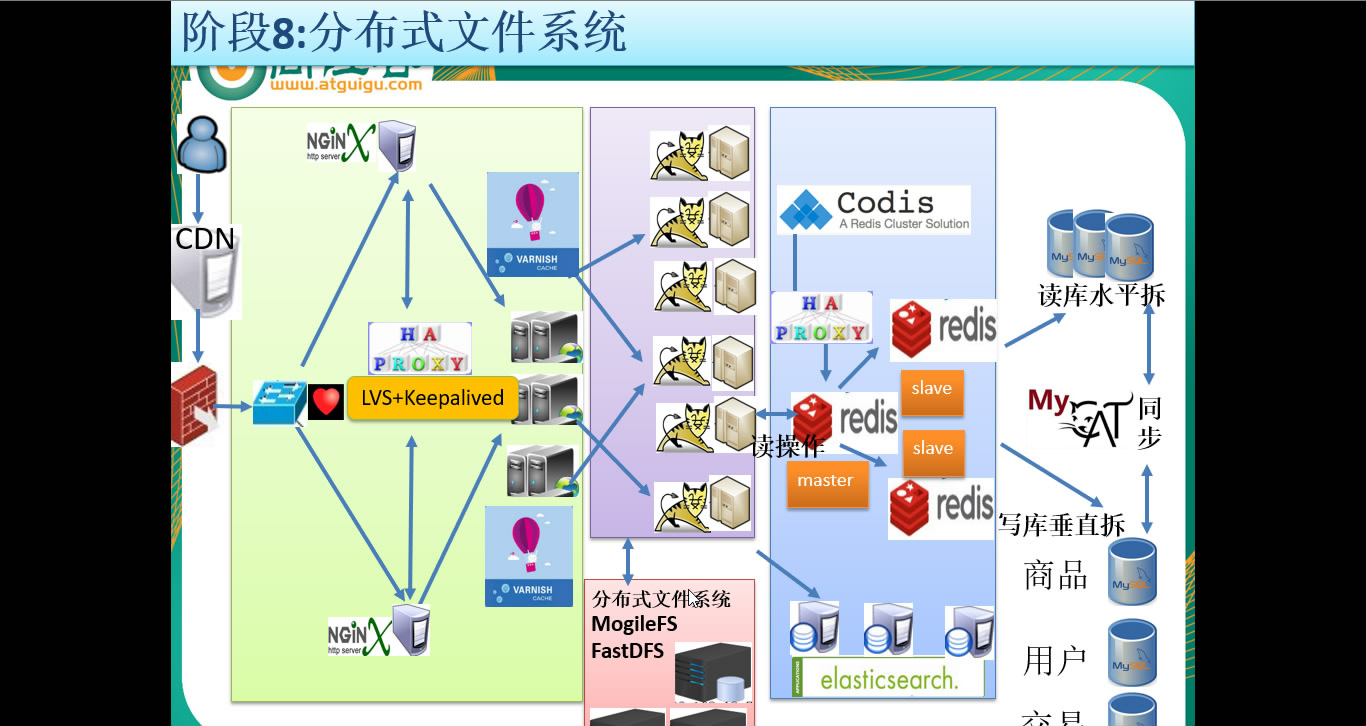 阶段8:分布式文件系统
www.atguigu.com
CDN
NGiNX
http server
VARNISH
CACHE
HA
PROXY
LVS+Keepalived
VARNISH
CACHE
NGiNX
http server
分布式文件系统
MogileFS
FastDFS
Codis
A Redis Cluster Solution
HA
PROXY
redis
slave
redis
读操作
slave
master
redis
elasticsearch.
MySQL
读库水平拆
MyCAT
同步
写库垂直拆
商品
MySQL
用户
MySQL
交易